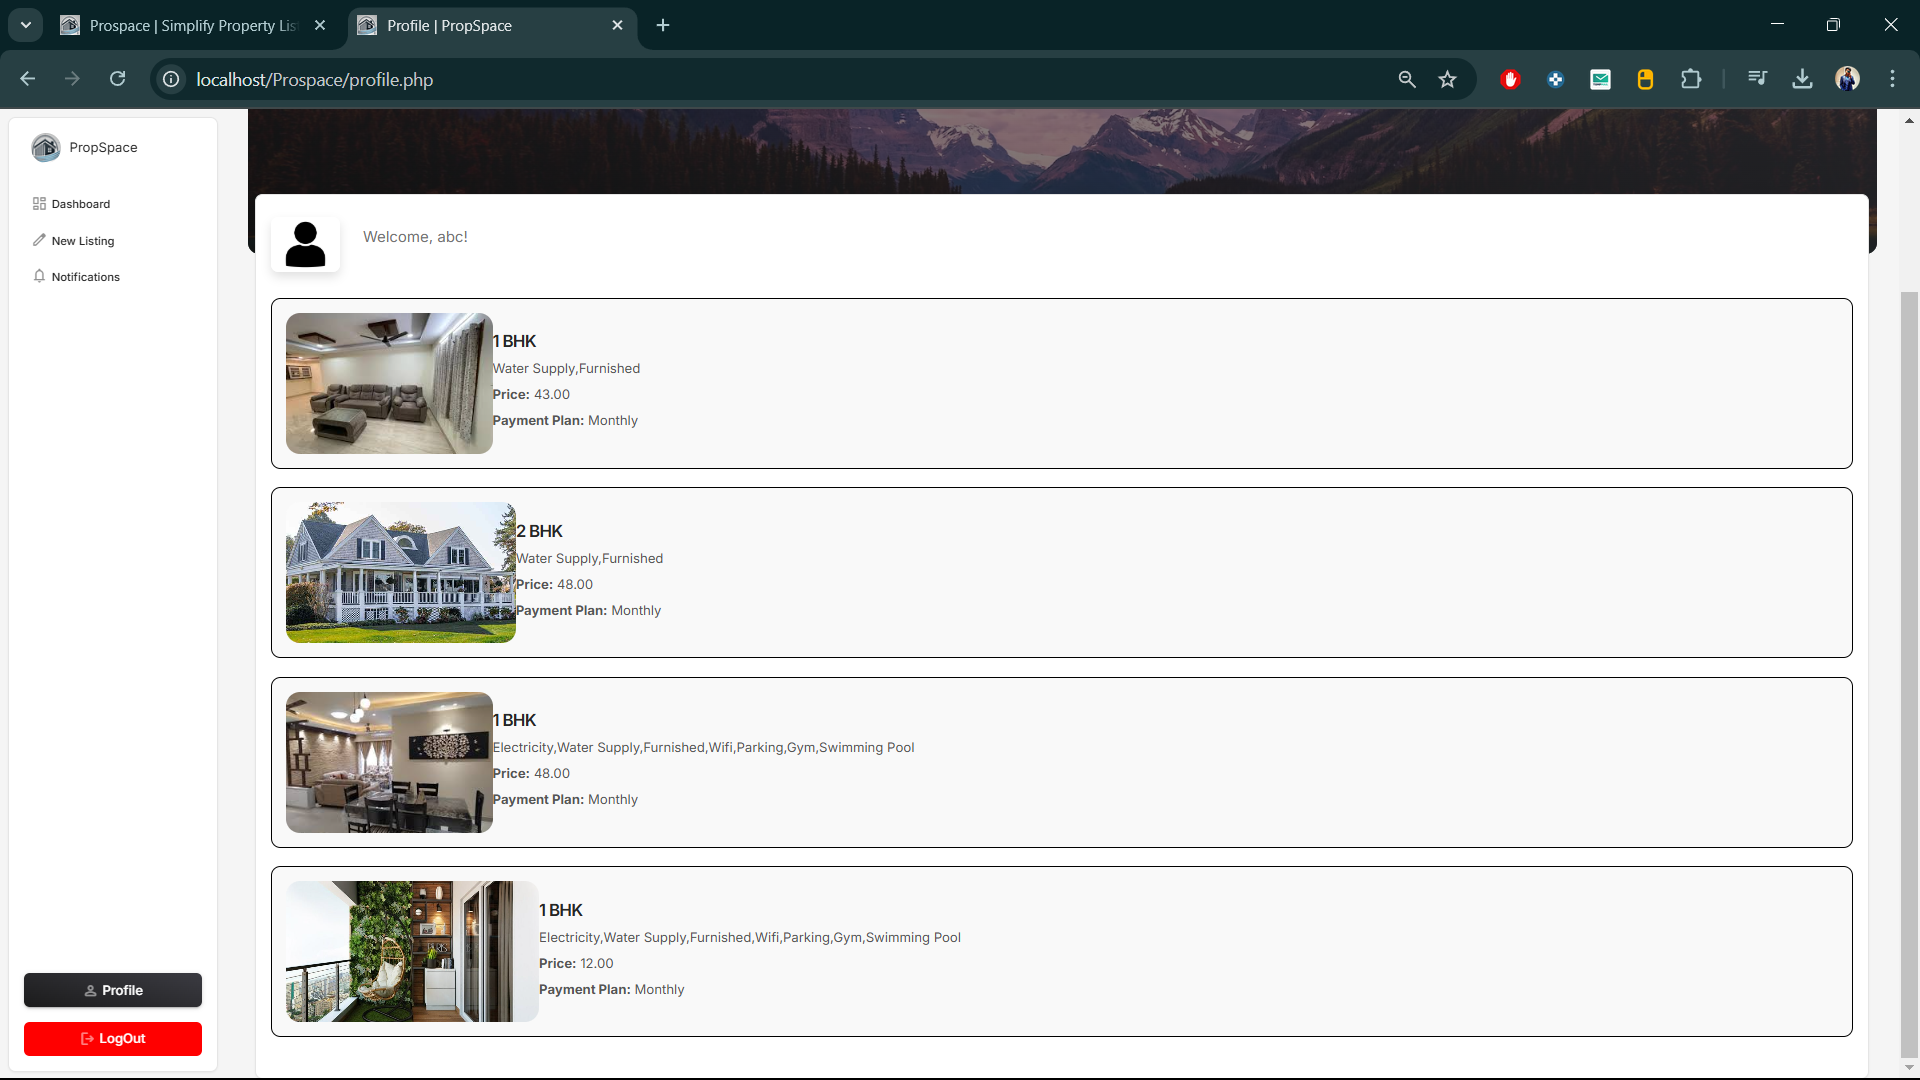 Prospace | Simplify Property Lis
Profile | PropSpace
localhost/Prospace/profile.php
PropSpace
Dashboard
New Listing
Notifications
Profile
LogOut
Welcome, abc!
1 BHK
Water Supply,Furnished
Price: 43.00
Payment Plan: Monthly
2 BHK
Water Supply,Furnished
Price: 48.00
Payment Plan: Monthly
1 BHK
Electricity,Water Supply,Furnished,Wifi,Parking,Gym,Swimming Pool
Price: 48.00
Payment Plan: Monthly
1 BHK
Electricity,Water Supply,Furnished,Wifi,Parking,Gym,Swimming Pool
Price: 12.00
Payment Plan: Monthly